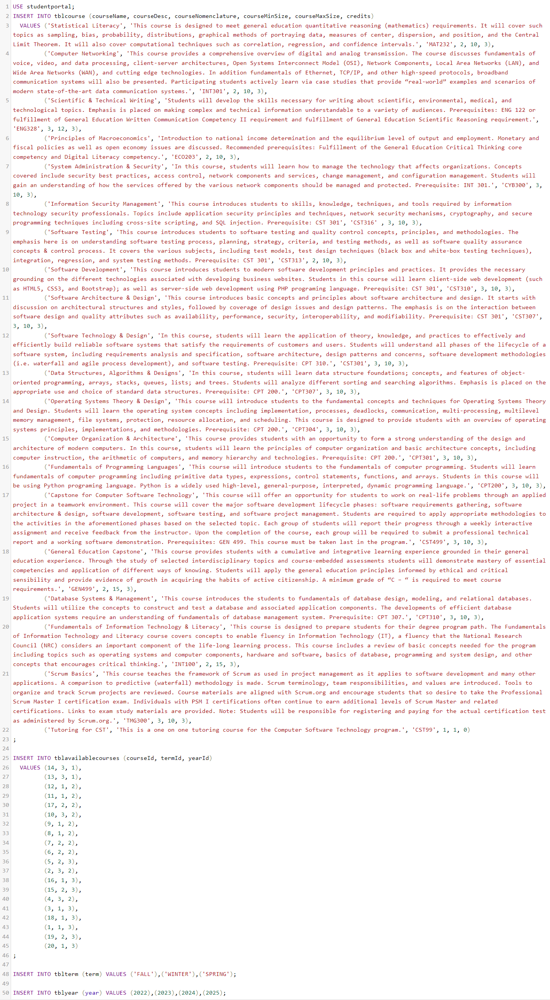 1 USE studentportal;
2 INSERT INTO tblcourse (courseName, courseDesc, courseNomenclature, courseMinSize, courseMaxSize, credits)
3 VALUES ('Statistical Literacy', 'This course is designed to meet general education quantitative reasoning (mathematics) requirements. It will cover such
topics as sampling, bias, probability, distributions, graphical methods of portraying data, measures of center, dispersion, and position, and the Central
Limit Theorem. It will also cover computational techniques such as correlation, regression, and confidence intervals.', 'MAT232', 2, 10, 3),
4 ('Computer Networking', 'This course provides a comprehensive overview of digital and analog transmission. The course discusses fundamentals of
voice, video, and data processing, client-server architectures, Open Systems Interconnect Model (OSI), Network Components, Local Area Networks (LAN), and
Wide Area Networks (WAN), and cutting edge technologies. In addition fundamentals of Ethernet, TCP/IP, and other high-speed protocols, broadband
communication systems will also be presented. Participating students actively learn via case studies that provide “real-world” examples and scenarios of
modern state-of-the-art data communication systems.', 'INT301', 2, 10, 3),
5 ('Scientific & Technical Writing', 'Students will develop the skills necessary for writing about scientific, environmental, medical, and
technological topics. Emphasis is placed on making complex and technical information understandable to a variety of audiences. Prerequisites: ENG 122 or
fulfillment of General Education Written Communication Competency II requirement and fulfillment of General Education Scientific Reasoning requirement.',
'ENG328', 3, 12, 3),
6 ('Principles of Macroeconomics', 'Introduction to national income determination and the equilibrium level of output and employment. Monetary and
fiscal policies as well as open economy issues are discussed. Recommended prerequisites: Fulfillment of the General Education Critical Thinking core
competency and Digital Literacy competency.', 'ECO203', 2, 10, 3),
7 ('System Administration & Security', 'In this course, students will learn how to manage the technology that affects organizations. Concepts
covered include security best practices, access control, network components and services, change management, and configuration management. Students will
gain an understanding of how the services offered by the various network components should be managed and protected. Prerequisite: INT 301.', 'CYB300', 3,
10, 3),
8 ('Information Security Management', 'This course introduces students to skills, knowledge, techniques, and tools required by information
technology security professionals. Topics include application security principles and techniques, network security mechanisms, cryptography, and secure
programming techniques including cross-site scripting, and SQL injection. Prerequisite: CST 301', 'CST316' , 3, 10, 3),
9 ('Software Testing', 'This course introduces students to software testing and quality control concepts, principles, and methodologies. The
emphasis here is on understanding software testing process, planning, strategy, criteria, and testing methods, as well as software quality assurance
concepts & control process. It covers the various subjects, including test models, test design techniques (black box and white-box testing techniques),
integration, regression, and system testing methods. Prerequisite: CST 301', 'CST313', 2, 10, 3),
10 ('Software Development', 'This course introduces students to modern software development principles and practices. It provides the necessary
grounding on the different technologies associated with developing business websites. Students in this course will learn client-side web development (such
as HTML5, CSS3, and Bootstrap); as well as server-side web development using PHP programing language. Prerequisite: CST 301', 'CST310', 3, 10, 3),
11 ('Software Architecture & Design', 'This course introduces basic concepts and principles about software architecture and design. It starts with
discussion on architectural structures and styles, followed by coverage of design issues and design patterns. The emphasis is on the interaction between
software design and quality attributes such as availability, performance, security, interoperability, and modifiability. Prerequisite: CST 301', 'CST307',
3, 10, 3),
12 ('Software Technology & Design', 'In this course, students will learn the application of theory, knowledge, and practices to effectively and
efficiently build reliable software systems that satisfy the requirements of customers and users. Students will understand all phases of the lifecycle of a
software system, including requirements analysis and specification, software architecture, design patterns and concerns, software development methodologies
(i.e. waterfall and agile process development), and software testing. Prerequisite: CPT 310.', 'CST301', 3, 10, 3),
13 ('Data Structures, Algorithms & Designs', 'In this course, students will learn data structure foundations; concepts, and features of object-
oriented programming, arrays, stacks, queues, lists; and trees. Students will analyze different sorting and searching algorithms. Emphasis is placed on the
appropriate use and choice of standard data structures. Prerequisite: CPT 200.', 'CPT307', 3, 10, 3),
14 ('Operating Systems Theory & Design', 'This course will introduce students to the fundamental concepts and techniques for Operating Systems Theory
and Design. Students will learn the operating system concepts including implementation, processes, deadlocks, communication, multi-processing, multilevel
memory management, file systems, protection, resource allocation, and scheduling. This course is designed to provide students with an overview of operating
systems principles, implementations, and methodologies. Prerequisite: CPT 200.', 'CPT304', 3, 10, 3),
15 ('Computer Organization & Architecture', 'This course provides students with an opportunity to form a strong understanding of the design and
architecture of modern computers. In this course, students will learn the principles of computer organization and basic architecture concepts, including
computer instruction, the arithmetic of computers, and memory hierarchy and technologies. Prerequisite: CPT 200.', 'CPT301', 3, 10, 3),
16 ('Fundamentals of Programming Languages', 'This course will introduce students to the fundamentals of computer programming. Students will learn
fundamentals of computer programming including primitive data types, expressions, control statements, functions, and arrays. Students in this course will
be using Python programing language. Python is a widely used high-level, general-purpose, interpreted, dynamic programming language.', 'CPT200', 3, 10, 3),
17 ('Capstone for Computer Software Technology', 'This course will offer an opportunity for students to work on real-life problems through an applied
project in a teamwork environment. This course will cover the major software development lifecycle phases: software requirements gathering, software
architecture & design, software development, software testing, and software project management. Students are required to apply appropriate methodologies to
the activities in the aforementioned phases based on the selected topic. Each group of students will report their progress through a weekly interactive
assignment and receive feedback from the instructor. Upon the completion of the course, each group will be required to submit a professional technical
report and a working software demonstration. Prerequisites: GEN 499. This course must be taken last in the program.', 'CST499', 3, 10, 3),
18 ('General Education Capstone', 'This course provides students with a cumulative and integrative learning experience grounded in their general
education experience. Through the study of selected interdisciplinary topics and course-embedded assessments students will demonstrate mastery of essential
competencies and application of different ways of knowing. Students will apply the general education principles informed by ethical and critical
sensibility and provide evidence of growth in acquiring the habits of active citizenship. A minimum grade of “C – “ is required to meet course
requirements.', 'GEN499', 2, 15, 3),
19 ('Database Systems & Management', 'This course introduces the students to fundamentals of database design, modeling, and relational databases.
Students will utilize the concepts to construct and test a database and associated application components. The developments of efficient database
application systems require an understanding of fundamentals of database management system. Prerequisite: CPT 307.', 'CPT310', 3, 10, 3),
20 ('Fundamentals of Information Technology & Literacy', 'This course is designed to prepare students for their degree program path. The Fundamentals
of Information Technology and Literacy course covers concepts to enable fluency in Information Technology (IT), a fluency that the National Research
Council (NRC) considers an important component of the life-long learning process. This course includes a review of basic concepts needed for the program
including topics such as operating systems and computer components, hardware and software, basics of database, programming and system design, and other
concepts that encourages critical thinking.', 'INT100', 2, 15, 3),
21 ('Scrum Basics', 'This course teaches the framework of Scrum as used in project management as it applies to software development and many other
applications. A comparison to predictive (waterfall) methodology is made. Scrum terminology, team responsibilities, and values are introduced. Tools to
organize and track Scrum projects are reviewed. Course materials are aligned with Scrum.org and encourage students that so desire to take the Professional
Scrum Master I certification exam. Individuals with PSM I certifications often continue to earn additional levels of Scrum Master and related
certifications. Links to exam study materials are provided. Note: Students will be responsible for registering and paying for the actual certification test
as administered by Scrum.org.', 'TMG300', 3, 10, 3),
22 ('Tutoring for CST', 'This is a one on one tutoring course for the Computer Software Technology program.', 'CST99', 1, 1, 0)
23 ;
24
25 INSERT INTO tblavailablecourses (courseId, termId, yearId)
26 VALUES (14, 3, 1),
27 (13, 3, 1),
28 (12, 1, 2),
29 (11, 1, 2),
30 (17, 2, 2),
31 (10, 3, 2),
32 (9, 1, 2),
33 (8, 1, 2),
34 (7, 2, 2),
35 (6, 2, 2),
36 (5, 2, 3),
37 (2, 3, 2),
38 (16, 1, 3),
39 (15, 2, 3),
40 (4, 3, 2),
41 (3, 1, 3),
42 (18, 1, 3),
43 (1, 1, 3),
44 (19, 2, 3),
45 (20, 1, 3)
46 ;
47
48 INSERT INTO tblterm (term) VALUES ('FALL'),('WINTER'),('SPRING');
49
50 INSERT INTO tblyear (year) VALUES (2022),(2023),(2024),(2025);